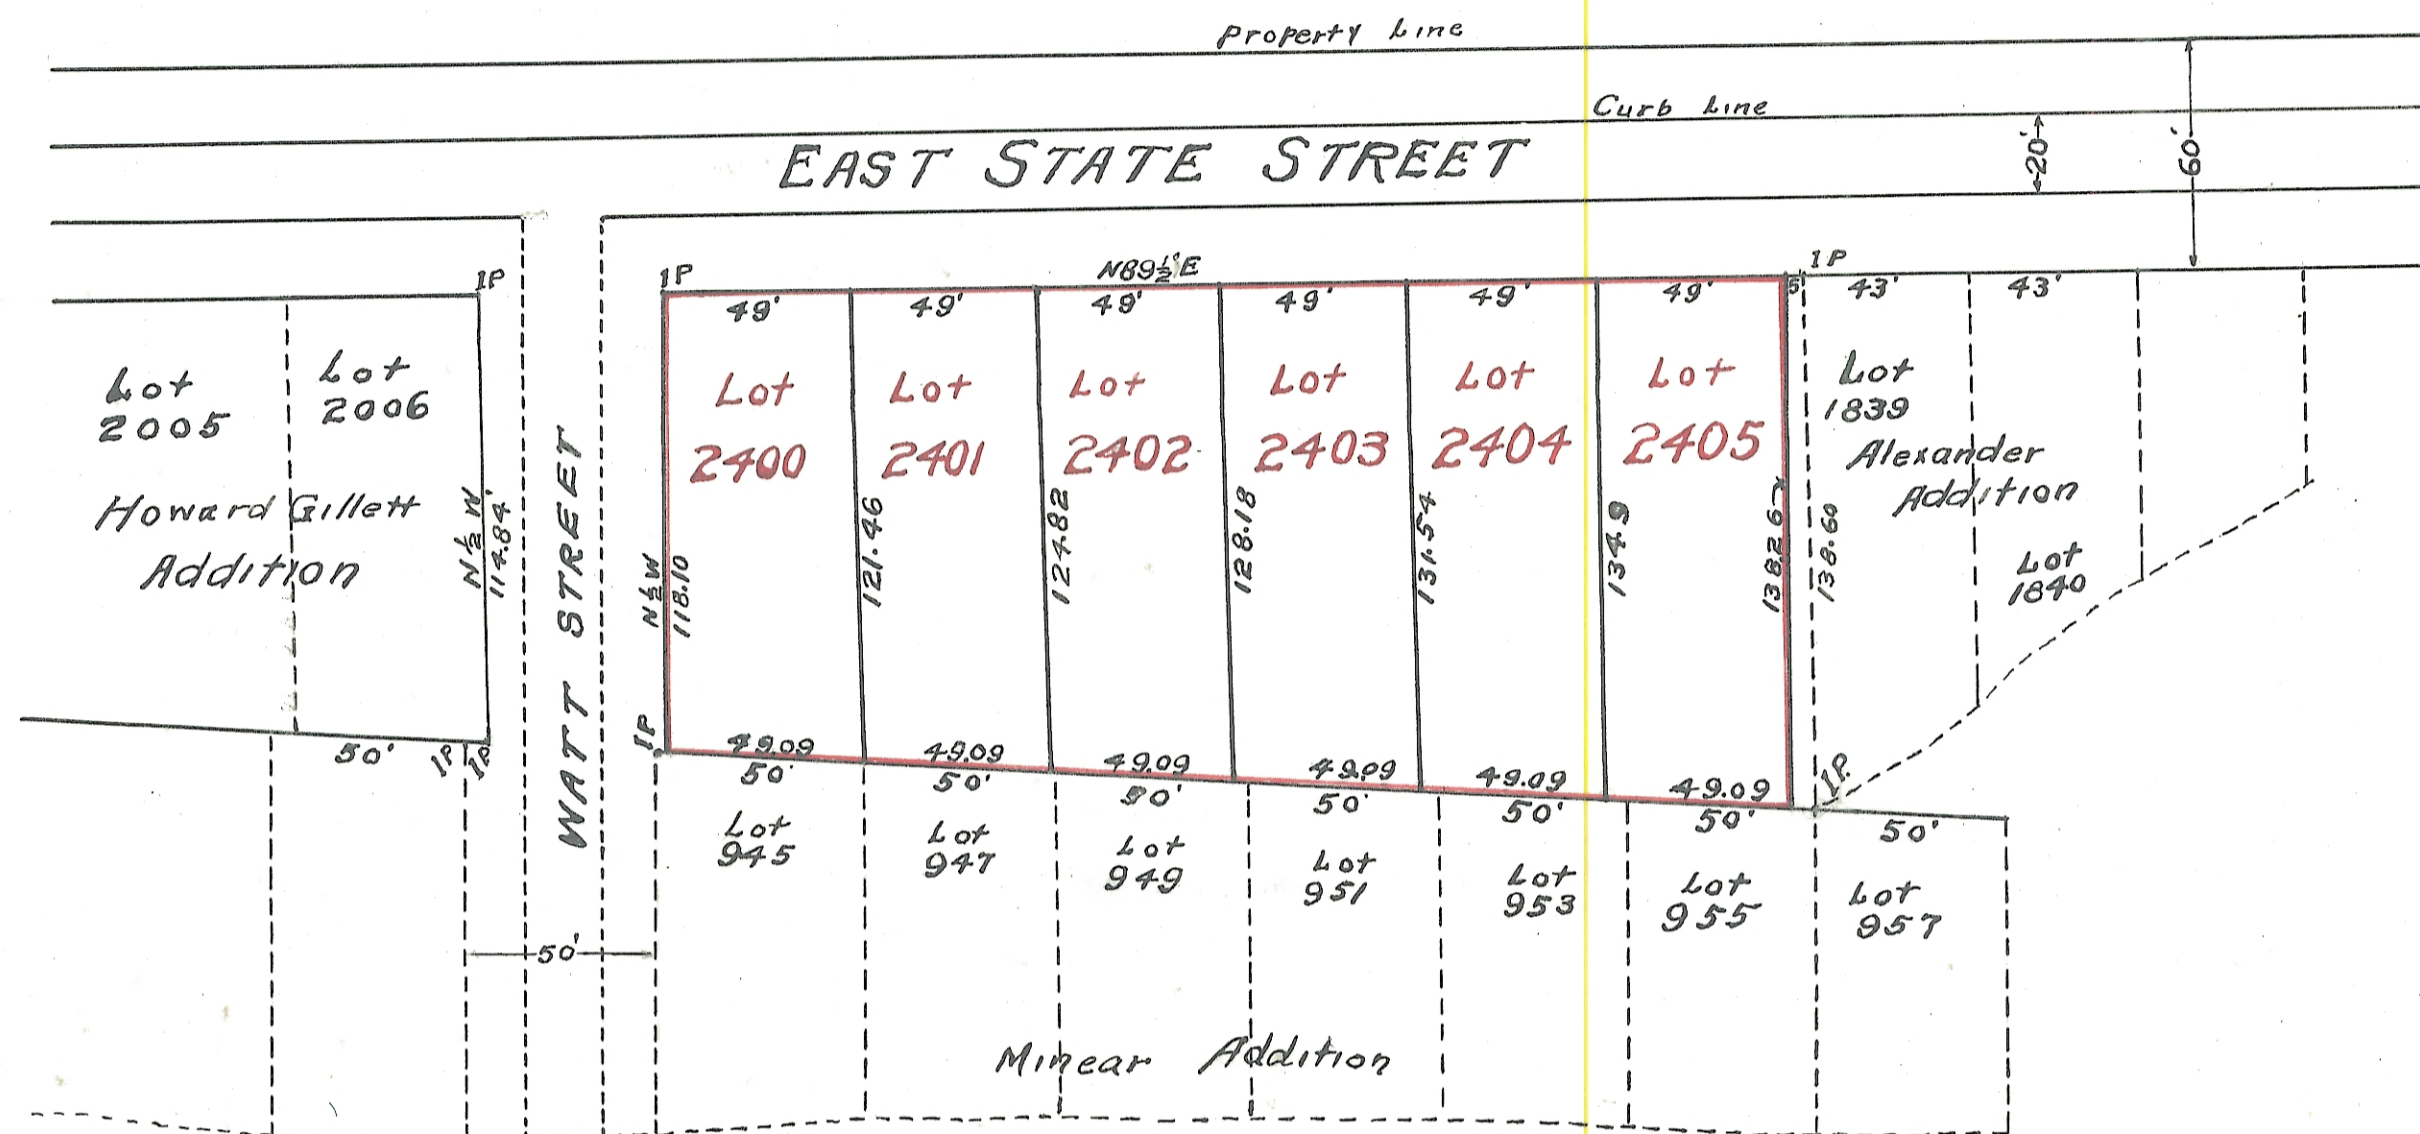 Property Line
Curb Line
EAST STATE STREET
20'
60'
N89½°E
IP
IP
IP
49'
49'
49'
49'
49'
49'
5'
43'
43'
Lot
2005
Lot
2006
Howard Gillett
Addition
N½W
114.84'
WATT STREET
N½W
118.10
Lot
2400
121.46
Lot
2401
124.82
Lot
2402
128.18
Lot
2403
131.54
Lot
2404
134.9
Lot
2405
138.26
138.60
Lot
1839
Alexander
Addition
Lot
1840
50'
IP
IP
IP
49.09
49.09
49.09
49.09
49.09
49.09
IP.
50'
50'
50'
50'
50'
50'
50'
Lot
945
Lot
947
Lot
949
Lot
951
Lot
953
Lot
955
Lot
957
50'
Minear Addition